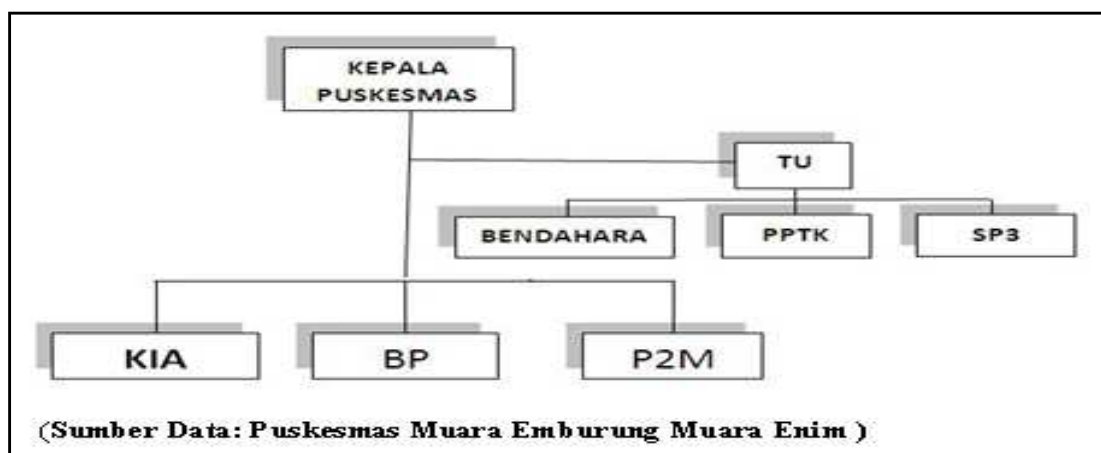 KEPALA
PUSKESMAS
TU
BENDAHARA
PPTK
SP3
KIA
BP
P2M
(Sumber Data: Puskesmas Muara Emburung Muara Enim )